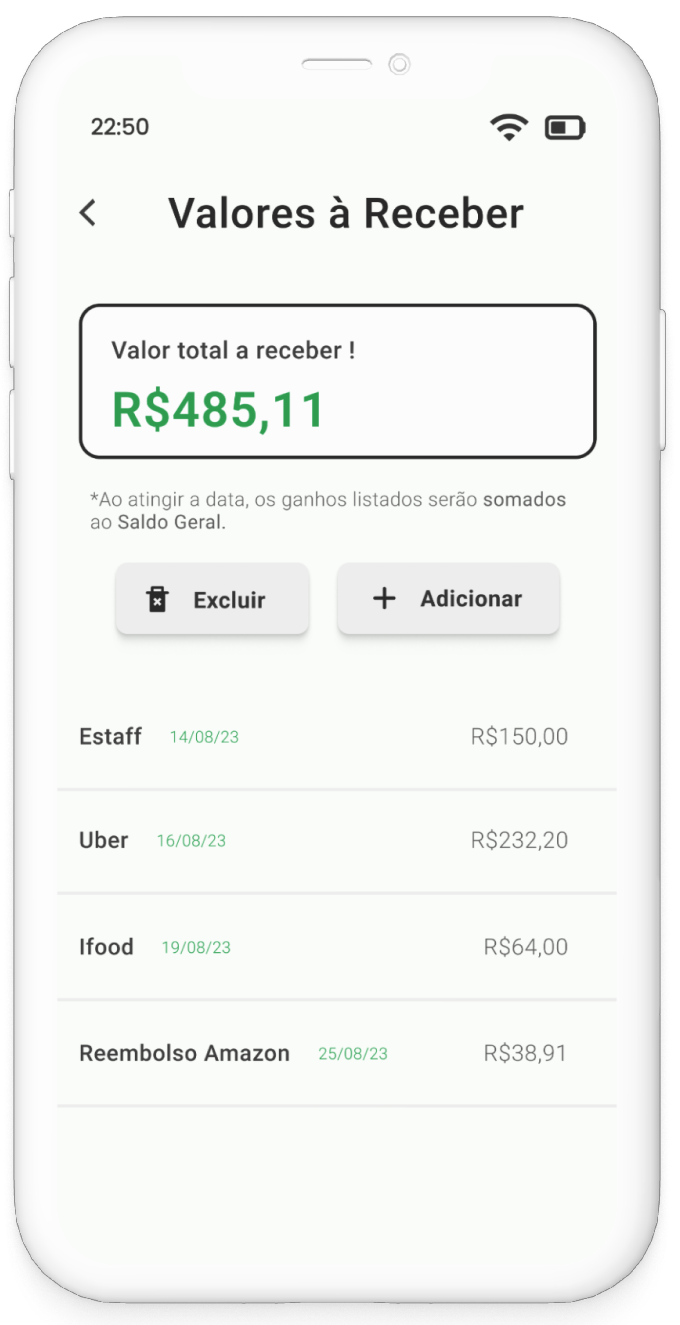 22:50
Valores à Receber
Valor total a receber !
R$485,11
*Ao atingir a data, os ganhos listados serão somados
ao Saldo Geral.
Excluir
Adicionar
Estaff 14/08/23 R$150,00
Uber 16/08/23 R$232,20
Ifood 19/08/23 R$64,00
Reembolso Amazon 25/08/23 R$38,91